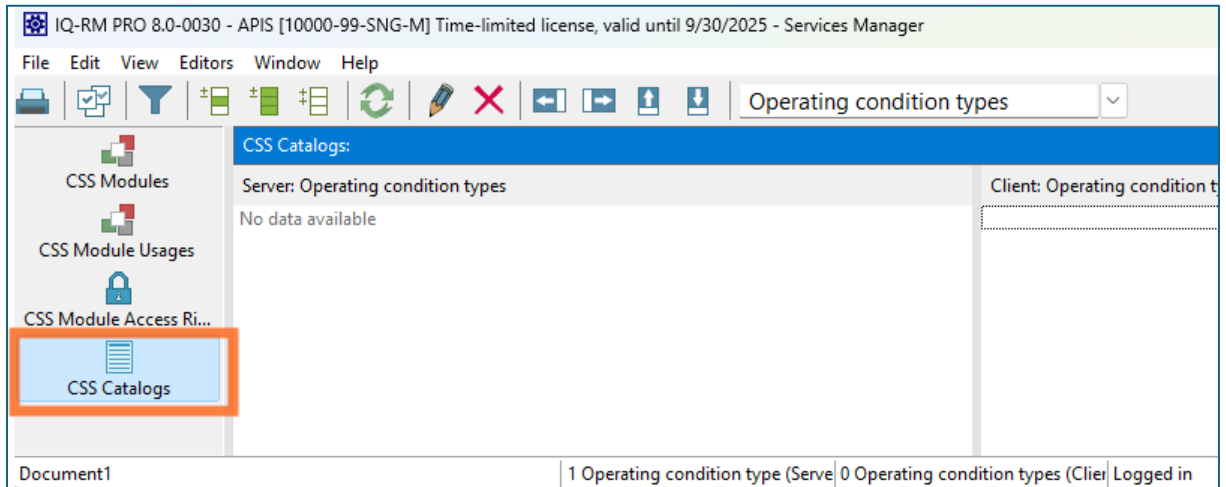 IQ-RM PRO 8.0-0030 - APIS [10000-99-SNG-M] Time-limited license, valid until 9/30/2025 - Services Manager
File Edit View Editors Window Help
Operating condition types
CSS Modules
CSS Module Usages
CSS Module Access Ri...
CSS Catalogs
CSS Catalogs:
Server: Operating condition types
Client: Operating condition t
No data available
Document1
1 Operating condition type (Serve
0 Operating condition types (Clier
Logged in